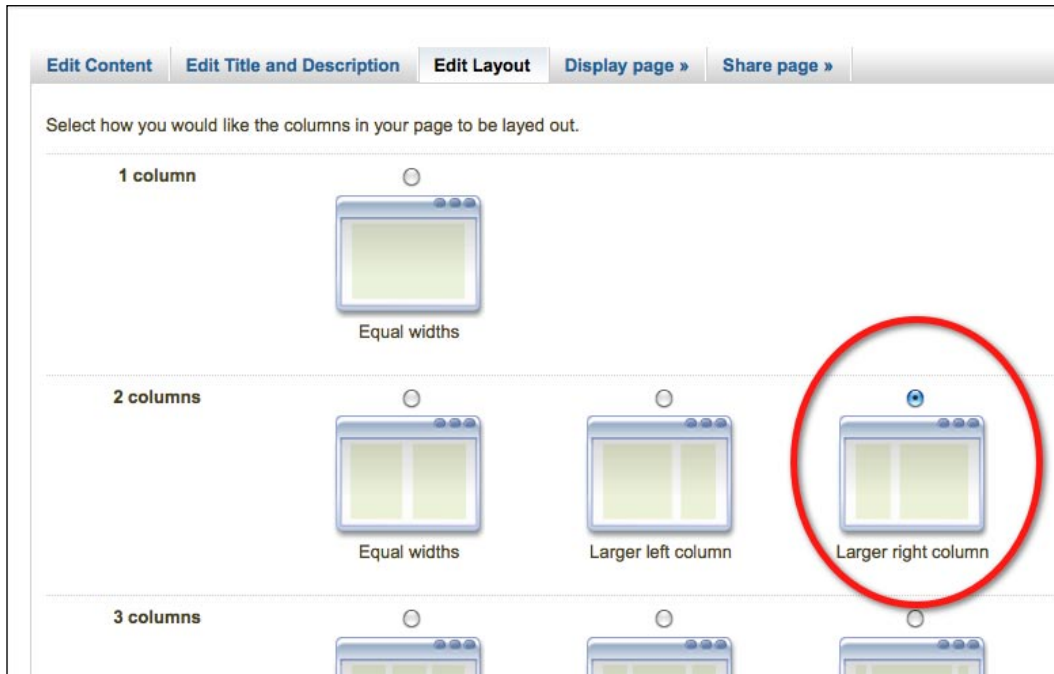 Edit Content Edit Title and Description Edit Layout Display page » Share page »
Select how you would like the columns in your page to be layed out.
1 column
Equal widths
2 columns
Equal widths Larger left column Larger right column
3 columns